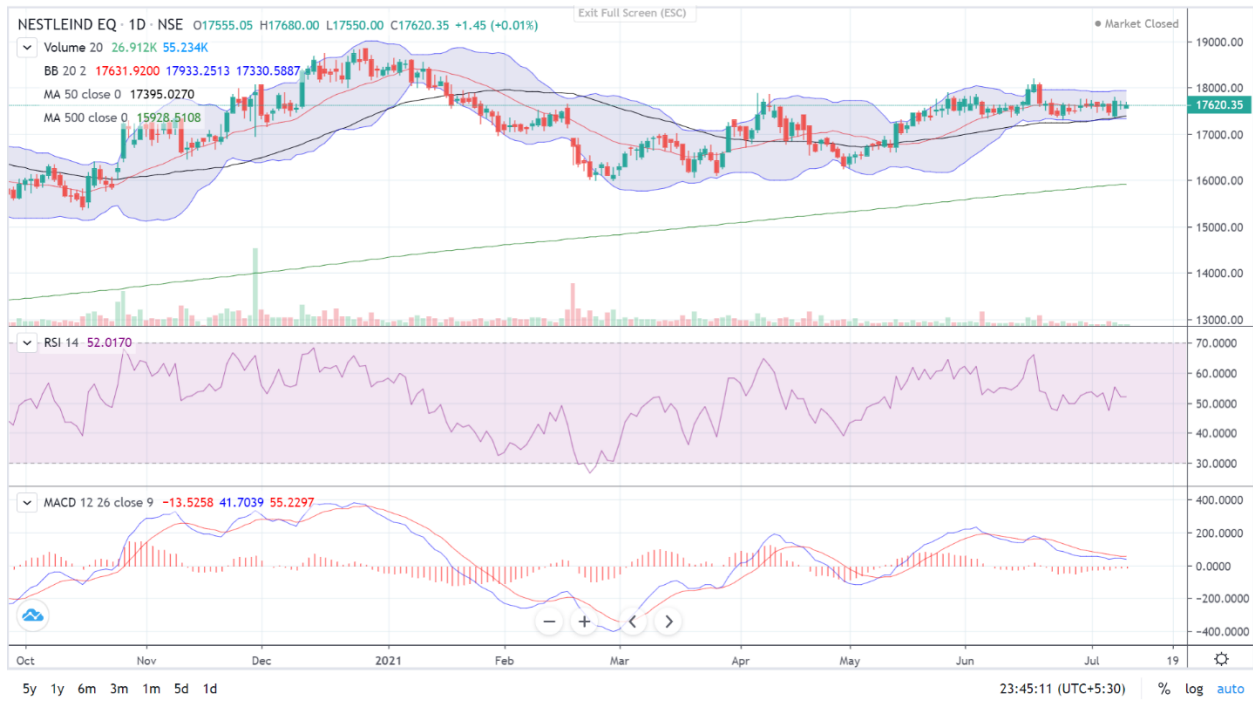 Exit Full Screen (ESC)
NESTLEIND EQ · 1D · NSE O17555.05 H17680.00 L17550.00 C17620.35 +1.45 (+0.01%)
Market Closed
Volume 20 26.912K 55.234K
BB 20 2 17631.9200 17933.2513 17330.5887
MA 50 close 0 17395.0270
MA 500 close 0 15928.5108
19000.00
18000.00
17620.35
17000.00
16000.00
15000.00
14000.00
13000.00
RSI 14 52.0170
70.0000
60.0000
50.0000
40.0000
30.0000
MACD 12 26 close 9 −13.5258 41.7039 55.2297
400.0000
200.0000
0.0000
−200.0000
−400.0000
Oct Nov Dec 2021 Feb Mar Apr May Jun Jul 19
5y 1y 6m 3m 1m 5d 1d 23:45:11 (UTC+5:30) % log auto